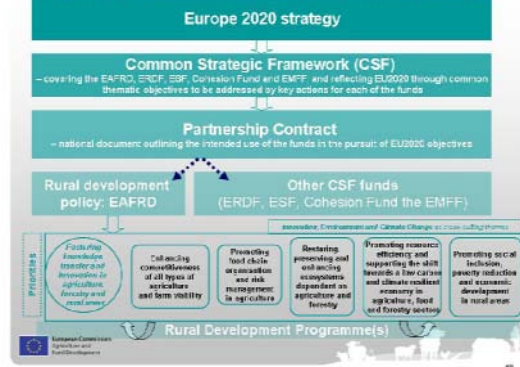 Europe 2020 strategy
Common Strategic Framework (CSF)
– covering the EAFRD, ERDF, ESF, Cohesion Fund and EMFF and reflecting EU2020 through common
thematic objectives to be addressed by key actions for each of the funds
Partnership Contract
– national document outlining the intended use of the funds in the pursuit of EU2020 objectives
Rural development
policy: EAFRD
Other CSF funds
(ERDF, ESF, Cohesion Fund the EMFF)
Innovation, Environment and Climate Change as cross cutting themes
Priorities
Fostering
knowledge
transfer and
innovation in
agriculture,
forestry and
rural areas
Enhancing
competitiveness
of all types of
agriculture
and farm viability
Promoting
food chain
organisation
and risk
management
in agriculture
Restoring
preserving and
enhancing
ecosystems
dependent on
agriculture and
forestry
Promoting resource
efficiency and
supporting the shift
towards a low carbon
and climate resilient
economy in
agriculture, food
and forestry sectors
Promoting social
inclusion,
poverty reduction
and economic
development
in rural areas
Rural Development Programme(s)
European Commission
Agriculture and
Rural Development